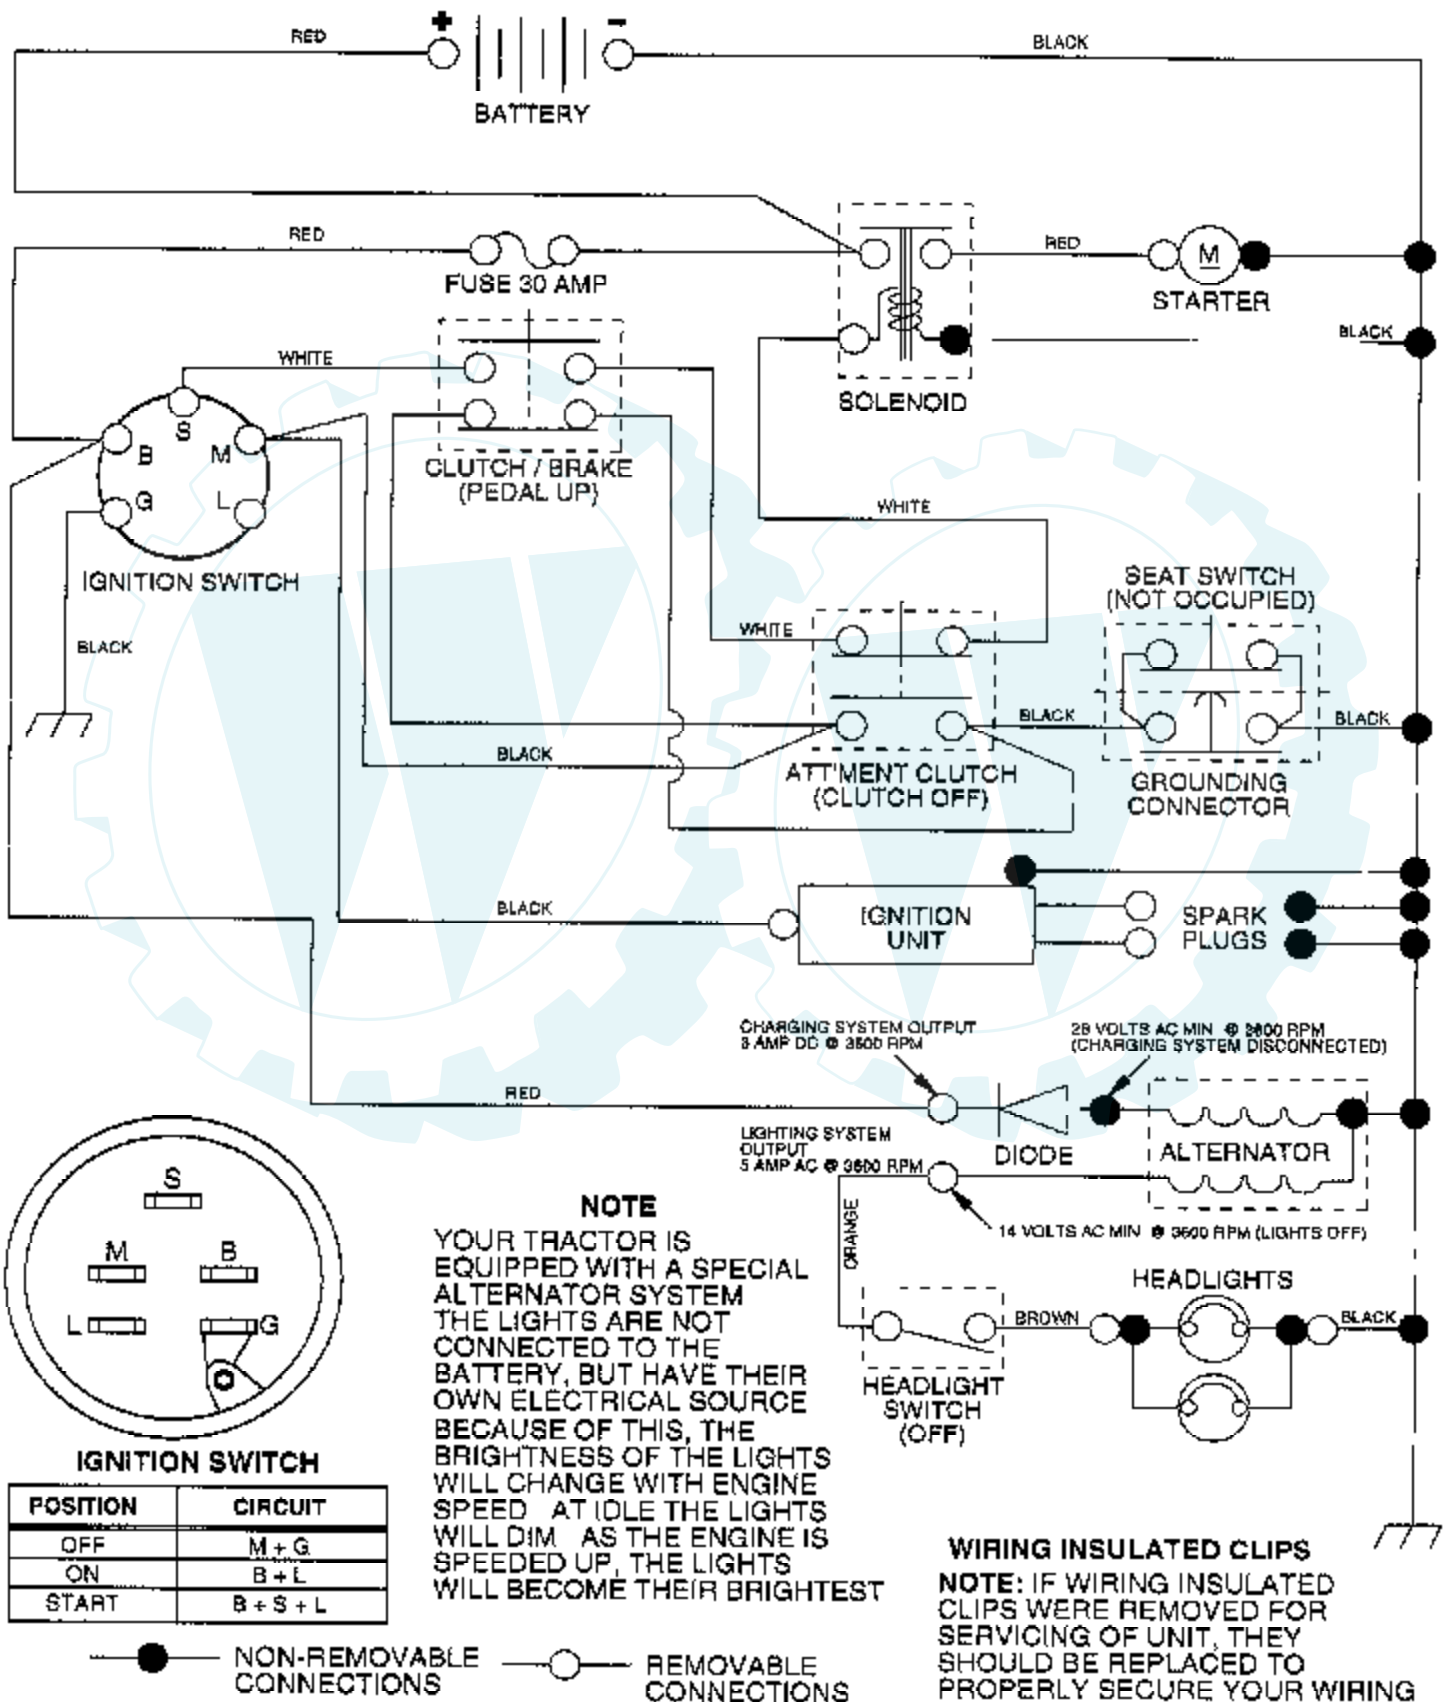 +
-
RED
BLACK
BATTERY
RED
FUSE 30 AMP
RED
M
STARTER
BLACK
SOLENOID
WHITE
S
B
M
G
L
CLUTCH / BRAKE
(PEDAL UP)
IGNITION SWITCH
WHITE
BLACK
SEAT SWITCH
(NOT OCCUPIED)
WHITE
BLACK
BLACK
BLACK
ATT'MENT CLUTCH
(CLUTCH OFF)
GROUNDING
CONNECTOR
BLACK
IGNITION
UNIT
SPARK
PLUGS
CHARGING SYSTEM OUTPUT
3 AMP DC @ 3600 RPM
28 VOLTS AC MIN @ 3600 RPM
(CHARGING SYSTEM DISCONNECTED)
RED
LIGHTING SYSTEM
OUTPUT
5 AMP AC @ 3600 RPM
DIODE
ALTERNATOR
ORANGE
14 VOLTS AC MIN @ 3600 RPM (LIGHTS OFF)
HEADLIGHTS
BROWN
BLACK
HEADLIGHT
SWITCH
(OFF)
S
M
B
L
G
IGNITION SWITCH
POSITION CIRCUIT
OFF M + G
ON B + L
START B + S + L
NOTE
YOUR TRACTOR IS
EQUIPPED WITH A SPECIAL
ALTERNATOR SYSTEM
THE LIGHTS ARE NOT
CONNECTED TO THE
BATTERY, BUT HAVE THEIR
OWN ELECTRICAL SOURCE
BECAUSE OF THIS, THE
BRIGHTNESS OF THE LIGHTS
WILL CHANGE WITH ENGINE
SPEED AT IDLE THE LIGHTS
WILL DIM AS THE ENGINE IS
SPEEDED UP, THE LIGHTS
WILL BECOME THEIR BRIGHTEST
WIRING INSULATED CLIPS
NOTE: IF WIRING INSULATED
CLIPS WERE REMOVED FOR
SERVICING OF UNIT, THEY
SHOULD BE REPLACED TO
PROPERLY SECURE YOUR WIRING
NON-REMOVABLE
CONNECTIONS
REMOVABLE
CONNECTIONS